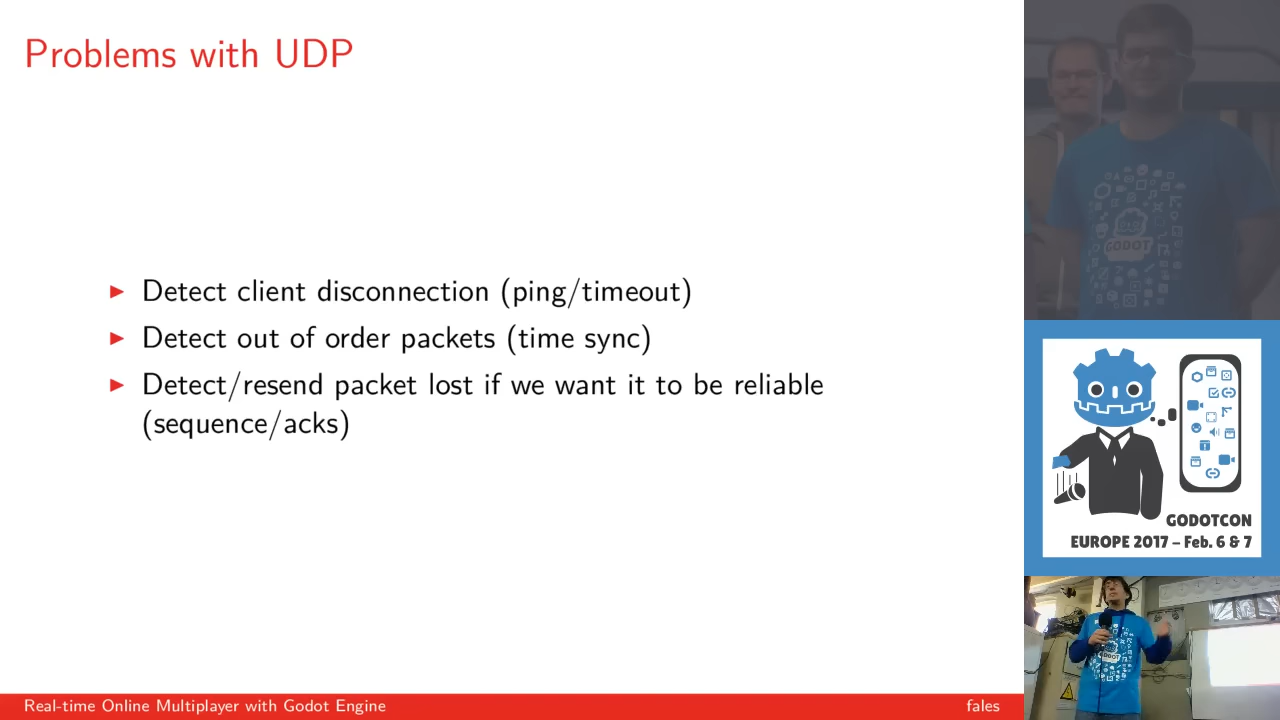 Problems with UDP
Detect client disconnection (ping/timeout)
Detect out of order packets (time sync)
Detect/resend packet lost if we want it to be reliable
(sequence/acks)
Real-time Online Multiplayer with Godot Engine
fales
GODOT
GODOTCON
EUROPE 2017 – Feb. 6 & 7
GODOT